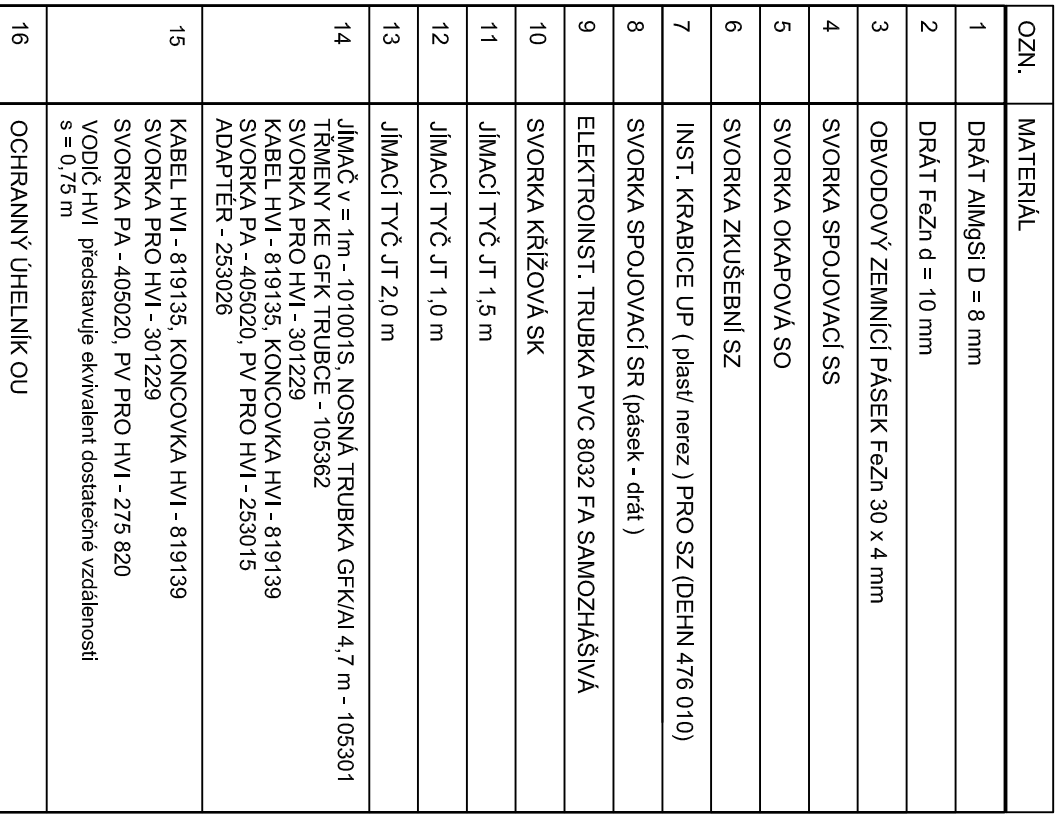 OZN. MATERIÁL
1 DRÁT AlMgSi D = 8 mm
2 DRÁT FeZn d = 10 mm
3 OBVODOVÝ ZEMNÍCÍ PÁSEK FeZn 30 x 4 mm
4 SVORKA SPOJOVACÍ SS
5 SVORKA OKAPOVÁ SO
6 SVORKA ZKUŠEBNÍ SZ
7 INST. KRABICE UP ( plast/ nerez ) PRO SZ (DEHN 476 010)
8 SVORKA SPOJOVACÍ SR (pásek - drát )
9 ELEKTROINST. TRUBKA PVC 8032 FA SAMOZHÁŠIVÁ
10 SVORKA KŘÍŽOVÁ SK
11 JÍMACÍ TYČ JT 1,5 m
12 JÍMACÍ TYČ JT 1,0 m
13 JÍMACÍ TYČ JT 2,0 m
14 JÍMAČ v = 1m - 101001S, NOSNÁ TRUBKA GFK/Al 4,7 m - 105301
TŘMENY KE GFK TRUBCE - 105362
SVORKA PRO HVI - 301229
KABEL HVI - 819135, KONCOVKA HVI - 819139
SVORKA PA - 405020, PV PRO HVI - 253015
ADAPTÉR - 253026
15 KABEL HVI - 819135, KONCOVKA HVI - 819139
SVORKA PRO HVI - 301229
SVORKA PA - 405020, PV PRO HVI - 275 820
VODIČ HVI představuje ekvivalent dostatečné vzdálenosti
s = 0,75 m
16 OCHRANNÝ ÚHELNÍK OU